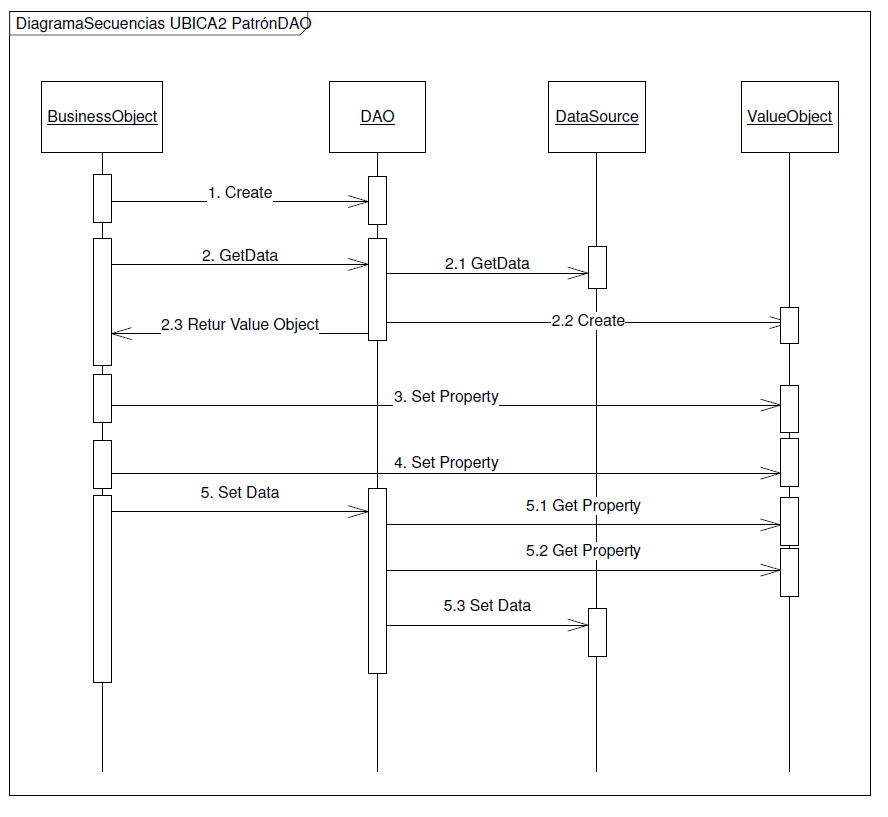 DiagramaSecuencias UBICA2 PatrónDAO
BusinessObject
DAO
DataSource
ValueObject
1. Create
2. GetData
2.1 GetData
2.2 Create
2.3 Retur Value Object
3. Set Property
4. Set Property
5. Set Data
5.1 Get Property
5.2 Get Property
5.3 Set Data